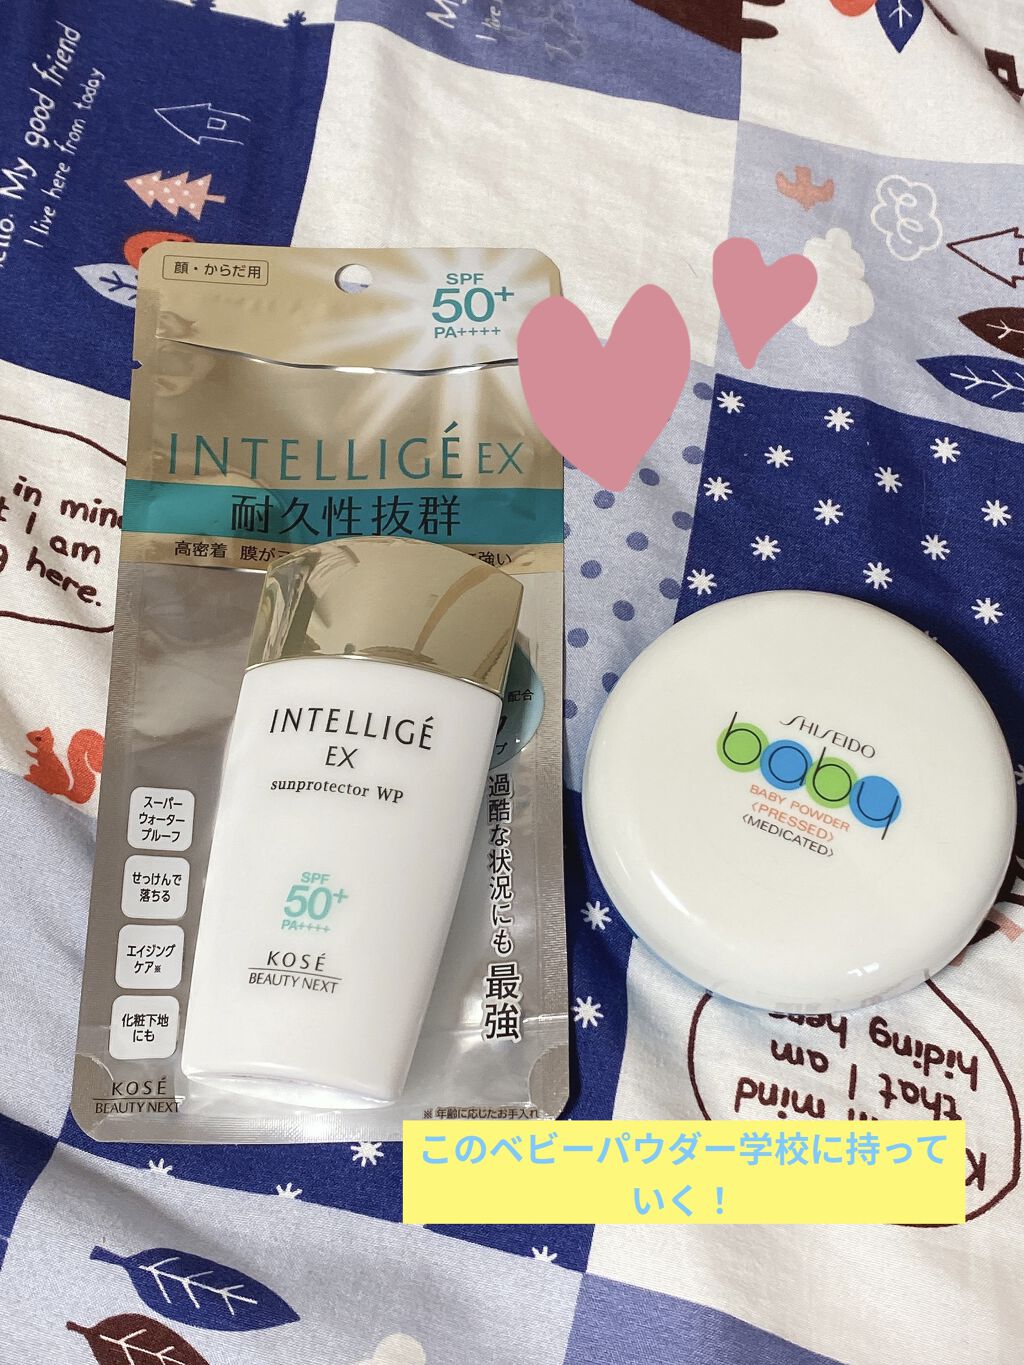 My
I live
Hello. My good friend
I live here from today
顔・からだ用
SPF
50+
PA++++
INTELLIGÉ EX
耐久性抜群
高密着 膜が
強い
in mind
I am
here.
配合
プ
INTELLIGÉ
EX
sunprotector WP
スーパー
ウォーター
プルーフ
せっけんで
落ちる
エイジング
ケア※
化粧下地
にも
過酷な状況にも最強
SPF
50+
PA++++
KOSÉ
BEAUTY NEXT
KOSÉ
BEAUTY NEXT
※年齢に応じたお手入れ
SHISEIDO
baby
BABY POWDER
〈PRESSED〉
〈MEDICATED〉
in mind
that I am
hiding here
このベビーパウダー学校に持って
いく！